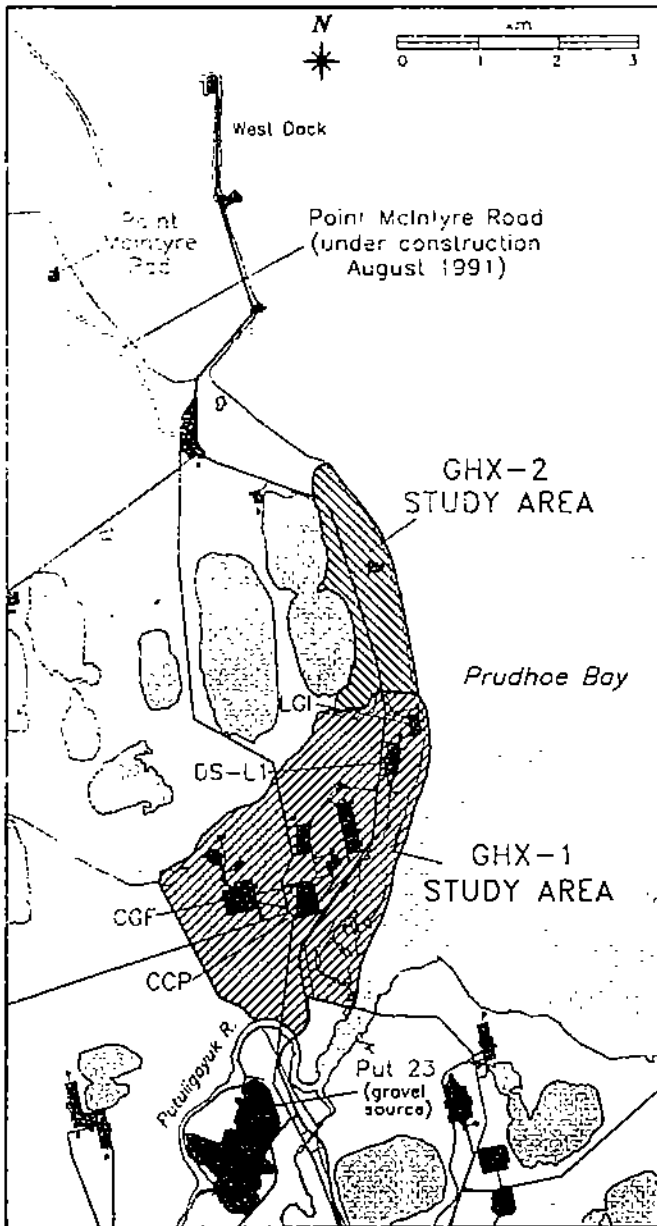 N
km
0 1 2 3
West Dock
Point
McIntyre
Pad
Point McIntyre Road
(under construction
August 1991)
GHX-2
STUDY AREA
Prudhoe Bay
LGI
DS-L1
GHX-1
STUDY AREA
CGF
CCP
Putuligayuk R.
Put 23
(gravel
source)